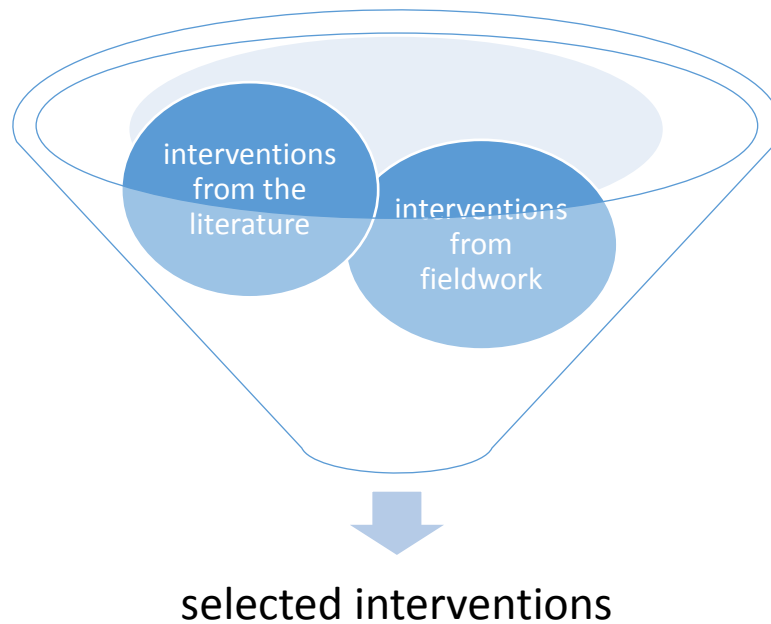 interventions
from the
literature
interventions
from
fieldwork
selected interventions